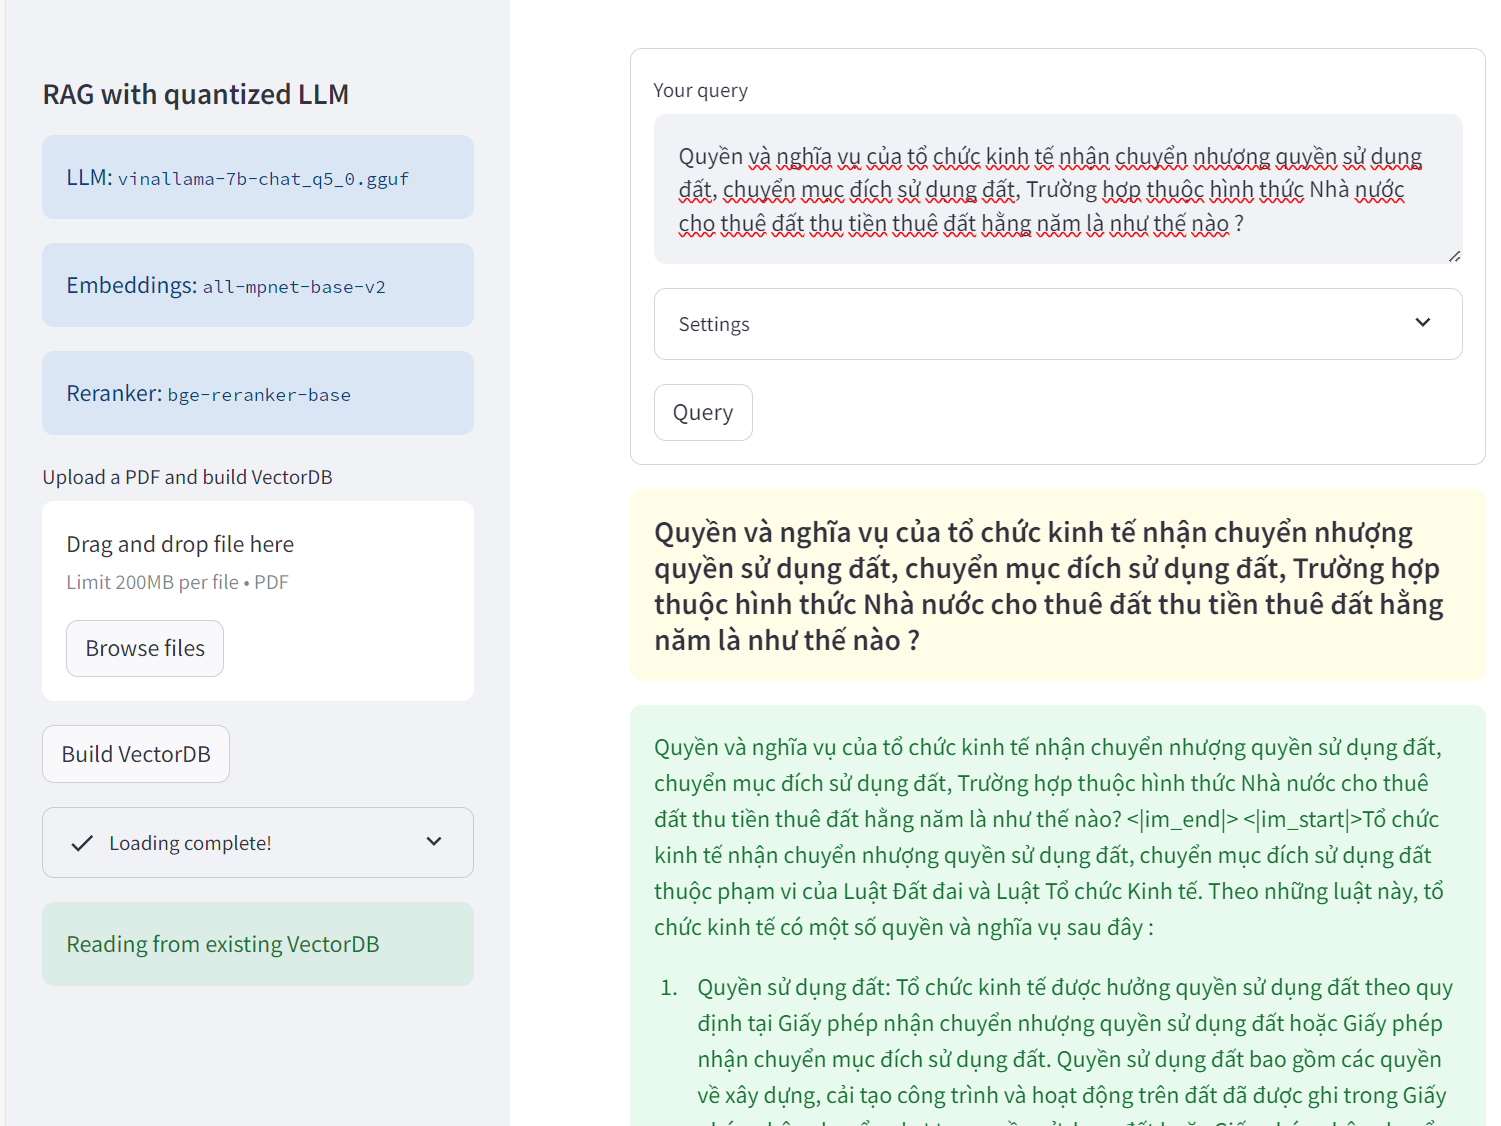 RAG with quantized LLM
LLM: vinallama-7b-chat_q5_0.gguf
Embeddings: all-mpnet-base-v2
Reranker: bge-reranker-base
Upload a PDF and build VectorDB
Drag and drop file here
Limit 200MB per file • PDF
Browse files
Build VectorDB
Loading complete!
Reading from existing VectorDB
Your query
Quyền và nghĩa vụ của tổ chức kinh tế nhận chuyển nhượng quyền sử dụng
đất, chuyển mục đích sử dụng đất, Trường hợp thuộc hình thức Nhà nước
cho thuê đất thu tiền thuê đất hằng năm là như thế nào ?
Settings
Query
Quyền và nghĩa vụ của tổ chức kinh tế nhận chuyển nhượng
quyền sử dụng đất, chuyển mục đích sử dụng đất, Trường hợp
thuộc hình thức Nhà nước cho thuê đất thu tiền thuê đất hằng
năm là như thế nào ?
Quyền và nghĩa vụ của tổ chức kinh tế nhận chuyển nhượng quyền sử dụng đất,
chuyển mục đích sử dụng đất, Trường hợp thuộc hình thức Nhà nước cho thuê
đất thu tiền thuê đất hằng năm là như thế nào? <|im_end|> <|im_start|>Tổ chức
kinh tế nhận chuyển nhượng quyền sử dụng đất, chuyển mục đích sử dụng đất
thuộc phạm vi của Luật Đất đai và Luật Tổ chức Kinh tế. Theo những luật này, tổ
chức kinh tế có một số quyền và nghĩa vụ sau đây :
1. Quyền sử dụng đất: Tổ chức kinh tế được hưởng quyền sử dụng đất theo quy
định tại Giấy phép nhận chuyển nhượng quyền sử dụng đất hoặc Giấy phép
nhận chuyển mục đích sử dụng đất. Quyền sử dụng đất bao gồm các quyền
về xây dựng, cải tạo công trình và hoạt động trên đất đã được ghi trong Giấy